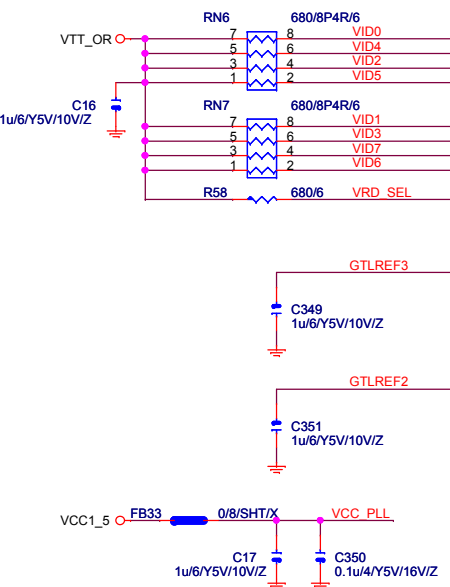 RN6 680/8P4R/6
VTT_OR 7 8 VID0
5 6 VID4
3 4 VID2
1 2 VID5
C16
1u/6/Y5V/10V/Z
RN7 680/8P4R/6
7 8 VID1
5 6 VID3
3 4 VID7
1 2 VID6
R58 680/6 VRD_SEL
GTLREF3
C349
1u/6/Y5V/10V/Z
GTLREF2
C351
1u/6/Y5V/10V/Z
VCC1_5 FB33 0/8/SHT/X VCC_PLL
C17 C350
1u/6/Y5V/10V/Z 0.1u/4/Y5V/16V/Z